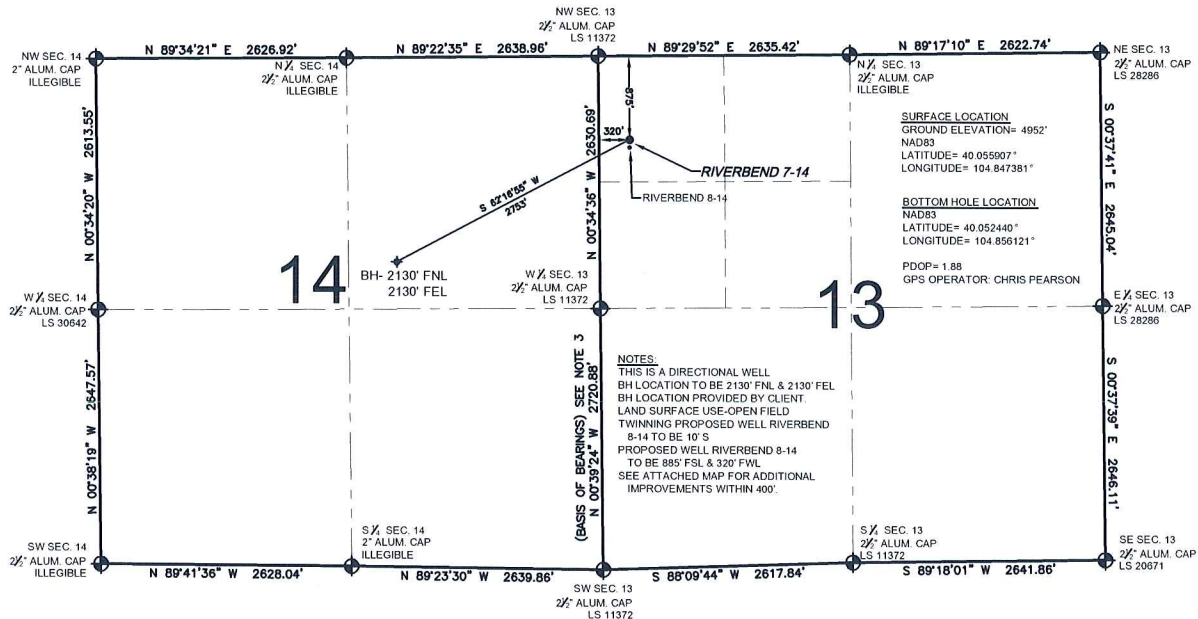 NW SEC. 14
2" ALUM. CAP
ILLEGIBLE
N 89°34'21" E 2626.92'
N ¼ SEC. 14
2½" ALUM. CAP
ILLEGIBLE
N 89°22'35" E 2638.96'
NW SEC. 13
2½" ALUM. CAP
LS 11372
N 89°29'52" E 2635.42'
N ¼ SEC. 13
2½" ALUM. CAP
ILLEGIBLE
N 89°17'10" E 2622.74'
NE SEC. 13
2½" ALUM. CAP
LS 28286
N 00°34'20" W 2613.55'
S 62°16'55" W
2753'
BH- 2130' FNL
2130' FEL
14
N 00°34'36" W 2630.69'
875'
320'
RIVERBEND 7-14
RIVERBEND 8-14
SURFACE LOCATION
GROUND ELEVATION= 4952'
NAD83
LATITUDE= 40.055907°
LONGITUDE= 104.847381°
BOTTOM HOLE LOCATION
NAD83
LATITUDE= 40.052440°
LONGITUDE= 104.856121°
PDOP= 1.88
GPS OPERATOR: CHRIS PEARSON
S 00°37'41" E 2645.04'
13
W ¼ SEC. 14
2½" ALUM. CAP
LS 30642
W ¼ SEC. 13
2½" ALUM. CAP
LS 11372
E ¼ SEC. 13
2½" ALUM. CAP
LS 28286
N 00°38'19" W 2647.57'
(BASIS OF BEARINGS) SEE NOTE 3
N 00°39'24" W 2720.88'
NOTES:
THIS IS A DIRECTIONAL WELL
BH LOCATION TO BE 2130' FNL & 2130' FEL
BH LOCATION PROVIDED BY CLIENT.
LAND SURFACE USE-OPEN FIELD
TWINNING PROPOSED WELL RIVERBEND
8-14 TO BE 10' S
PROPOSED WELL RIVERBEND 8-14
TO BE 885' FSL & 320' FWL
SEE ATTACHED MAP FOR ADDITIONAL
IMPROVEMENTS WITHIN 400'.
S 00°37'39" E 2646.11'
SW SEC. 14
2½" ALUM. CAP
ILLEGIBLE
N 89°41'36" W 2628.04'
S ¼ SEC. 14
2" ALUM. CAP
ILLEGIBLE
N 89°23'30" W 2639.86'
SW SEC. 13
2½" ALUM. CAP
LS 11372
S 88°09'44" W 2617.84'
S ¼ SEC. 13
2½" ALUM. CAP
LS 11372
S 89°18'01" W 2641.86'
SE SEC. 13
2½" ALUM. CAP
LS 20671